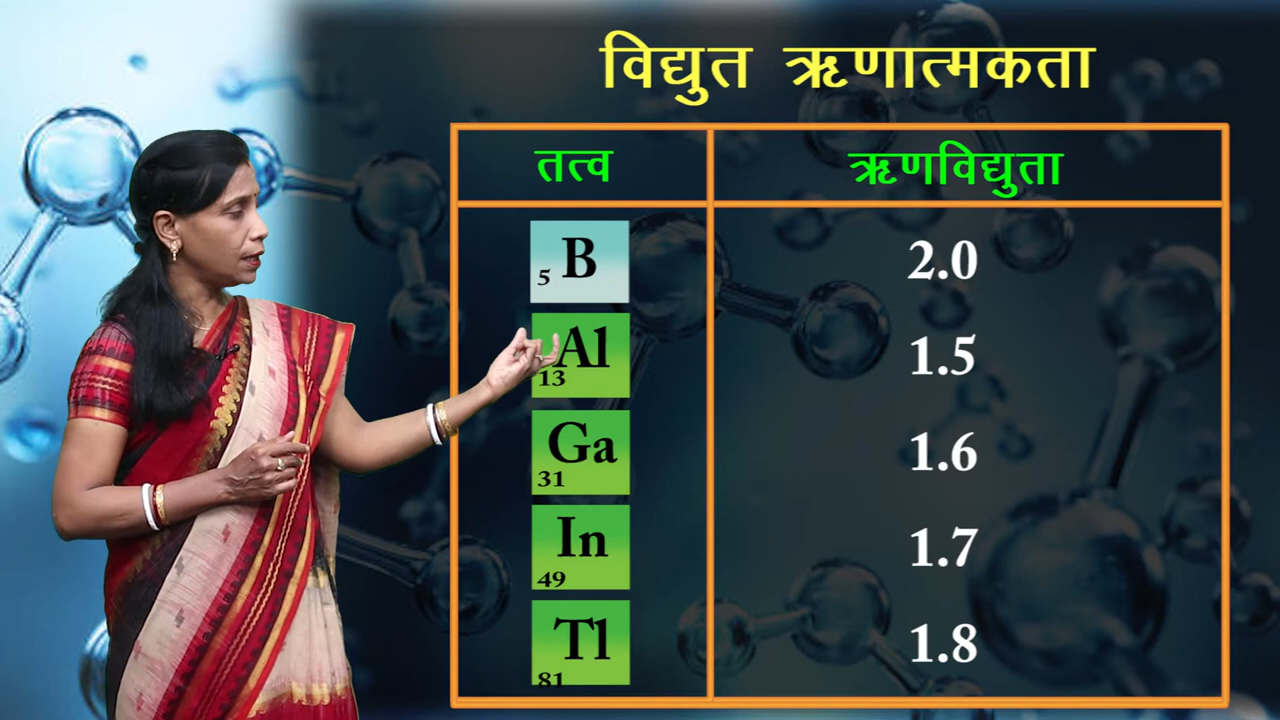 विद्युत ऋणात्मकता
तत्व ऋणविद्युता
5 B 2.0
13 Al 1.5
31 Ga 1.6
49 In 1.7
81 Tl 1.8